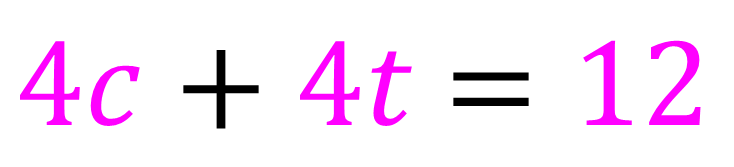 4c + 4t = 12